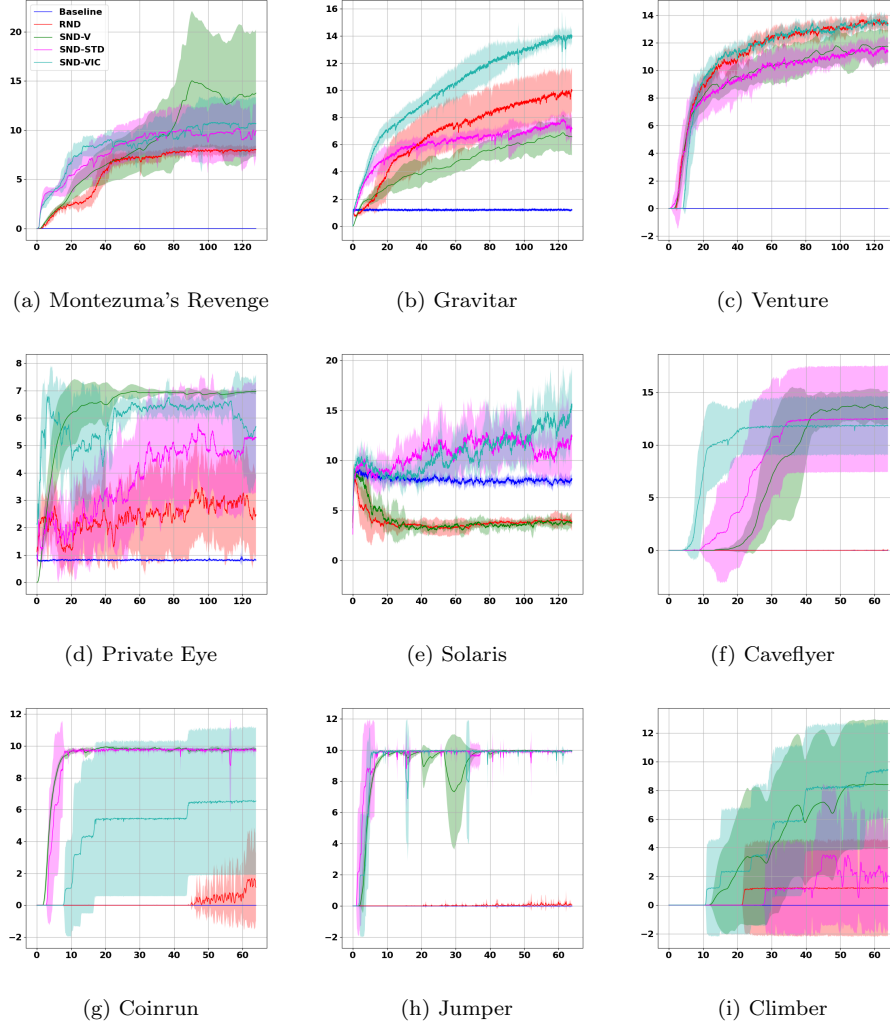 Baseline
RND
SND-V
SND-STD
SND-VIC
20
15
10
5
0
0 20 40 60 80 100 120
(a) Montezuma's Revenge
16
14
12
10
8
6
4
2
0
0 20 40 60 80 100 120
(b) Gravitar
14
12
10
8
6
4
2
0
−2
0 20 40 60 80 100 120
(c) Venture
8
7
6
5
4
3
2
1
0
0 20 40 60 80 100 120
(d) Private Eye
20
15
10
5
0
0 20 40 60 80 100 120
(e) Solaris
15
10
5
0
0 10 20 30 40 50 60
(f) Caveflyer
12
10
8
6
4
2
0
−2
0 10 20 30 40 50 60
(g) Coinrun
12
10
8
6
4
2
0
−2
0 10 20 30 40 50 60
(h) Jumper
12
10
8
6
4
2
0
−2
0 10 20 30 40 50 60
(i) Climber